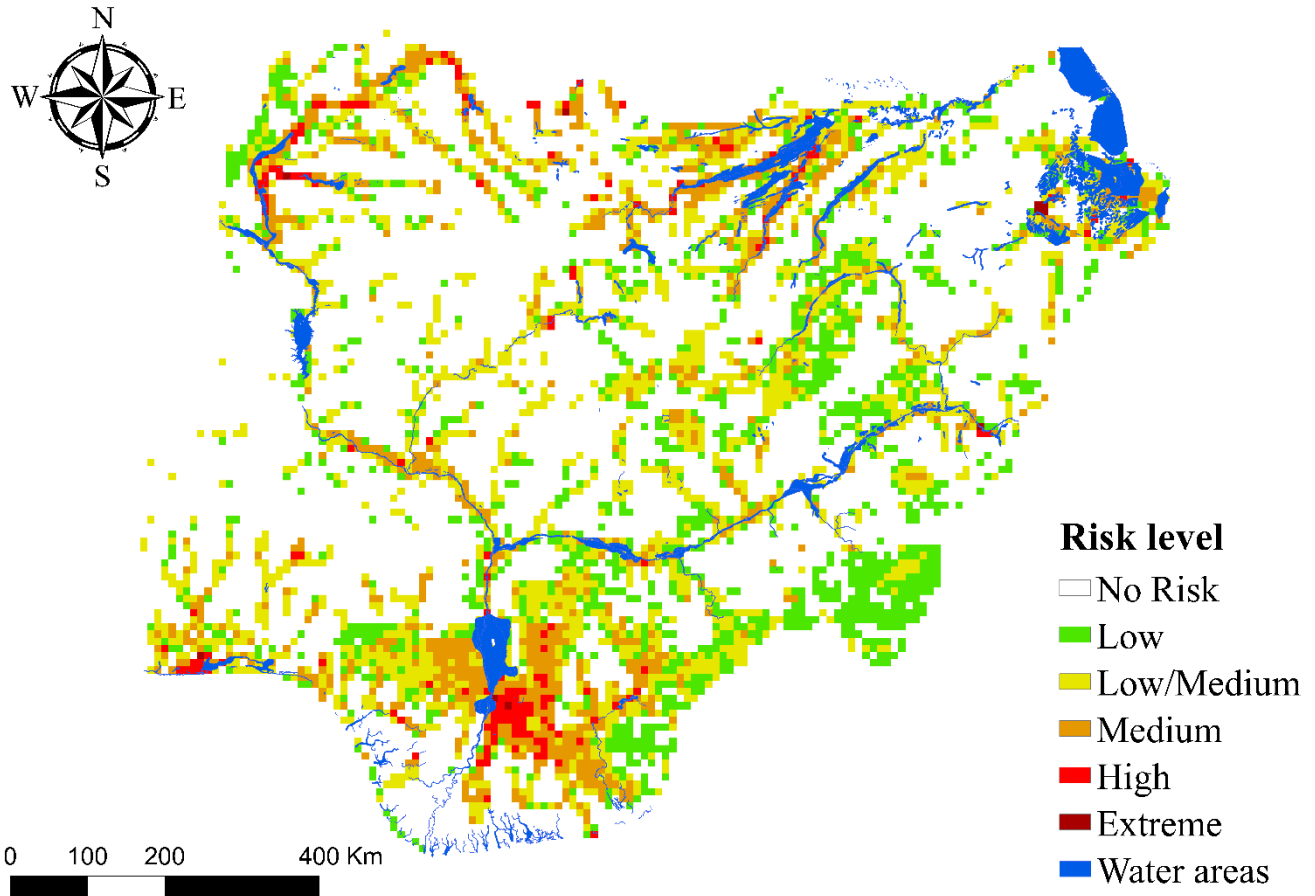 N
W E
S
Risk level
No Risk
Low
Low/Medium
Medium
High
Extreme
Water areas
0 100 200 400 Km